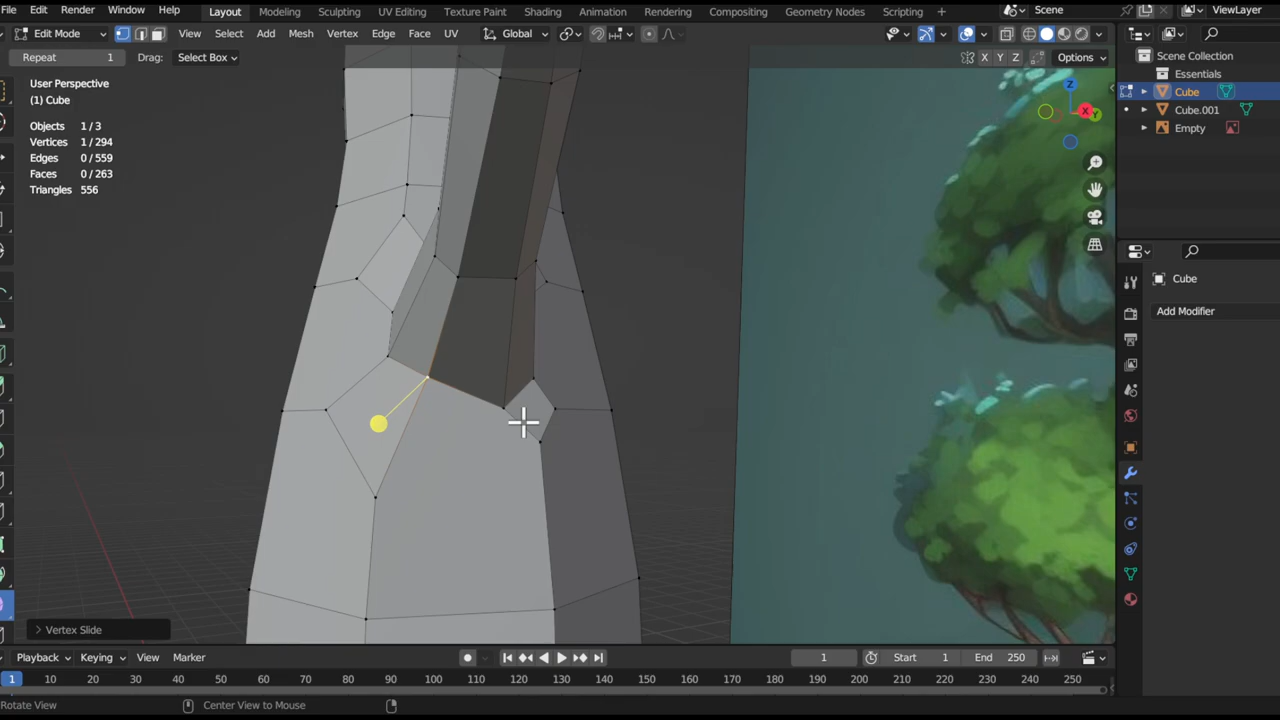 File Edit Render Window Help Layout Modeling Sculpting UV Editing Texture Paint Shading Animation Rendering Compositing Geometry Nodes Scripting + Scene ViewLayer
Edit Mode View Select Add Mesh Vertex Edge Face UV Global
Repeat 1 Drag: Select Box X Y Z Options
User Perspective
(1) Cube
Objects 1 / 3
Vertices 1 / 294
Edges 0 / 559
Faces 0 / 263
Triangles 556
Z
X
Y
Scene Collection
Essentials
Cube
Cube.001
Empty
Cube
Add Modifier
Vertex Slide
Playback Keying View Marker 1 Start 1 End 250
1 10 20 30 40 50 60 70 80 90 100 110 120 130 140 150 160 170 180 190 200 210 220 230 240 250
Rotate View Center View to Mouse